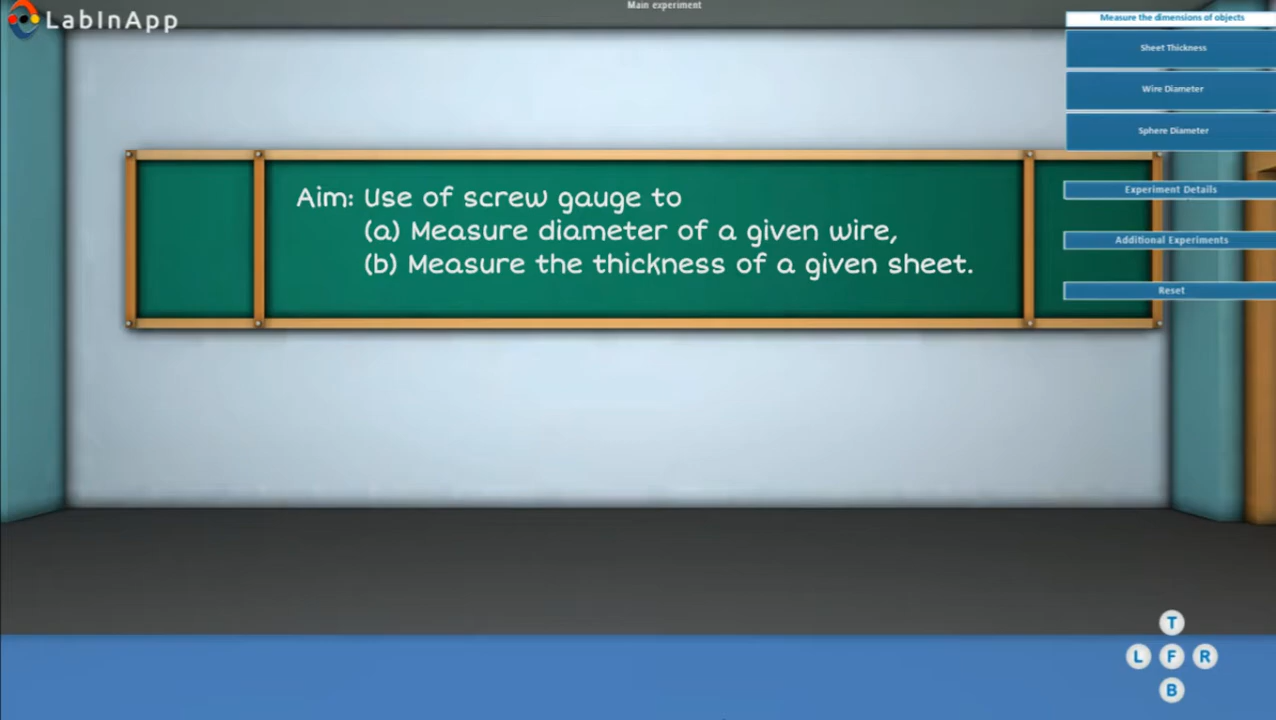 Main experiment
LabInApp
Measure the dimensions of objects
Sheet Thickness
Wire Diameter
Sphere Diameter
Experiment Details
Additional Experiments
Reset
Aim: Use of screw gauge to
(a) Measure diameter of a given wire,
(b) Measure the thickness of a given sheet.
T
L F R
B